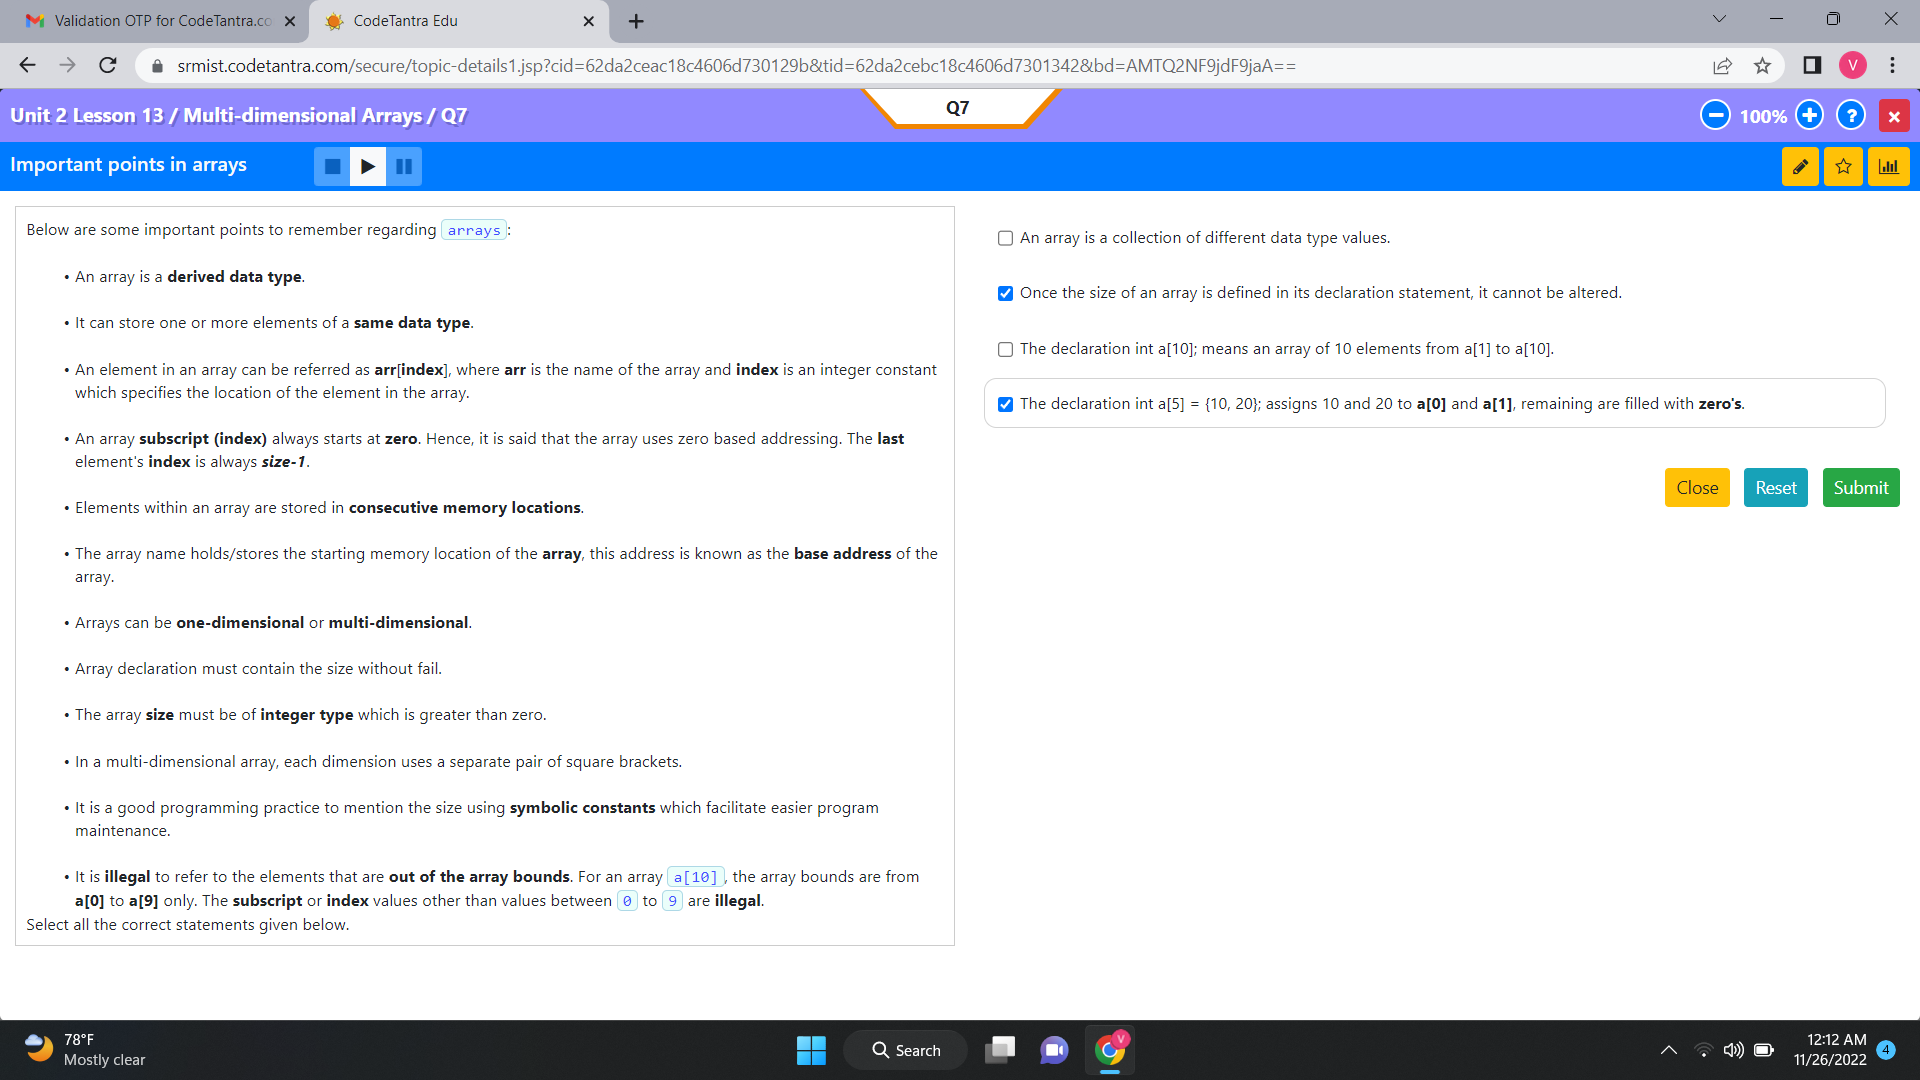 Validation OTP for CodeTantra.co
CodeTantra Edu
srmist.codetantra.com/secure/topic-details1.jsp?cid=62da2ceac18c4606d730129b&tid=62da2cebc18c4606d7301342&bd=AMTQ2NF9jdF9jaA==
V
Unit 2 Lesson 13 / Multi-dimensional Arrays / Q7
Q7
100%
?
Important points in arrays
Below are some important points to remember regarding arrays:
• An array is a derived data type.
• It can store one or more elements of a same data type.
• An element in an array can be referred as arr[index], where arr is the name of the array and index is an integer constant
which specifies the location of the element in the array.
• An array subscript (index) always starts at zero. Hence, it is said that the array uses zero based addressing. The last
element's index is always size-1.
• Elements within an array are stored in consecutive memory locations.
• The array name holds/stores the starting memory location of the array, this address is known as the base address of the
array.
• Arrays can be one-dimensional or multi-dimensional.
• Array declaration must contain the size without fail.
• The array size must be of integer type which is greater than zero.
• In a multi-dimensional array, each dimension uses a separate pair of square brackets.
• It is a good programming practice to mention the size using symbolic constants which facilitate easier program
maintenance.
• It is illegal to refer to the elements that are out of the array bounds. For an array a[10], the array bounds are from
a[0] to a[9] only. The subscript or index values other than values between 0 to 9 are illegal.
Select all the correct statements given below.
An array is a collection of different data type values.
Once the size of an array is defined in its declaration statement, it cannot be altered.
The declaration int a[10]; means an array of 10 elements from a[1] to a[10].
The declaration int a[5] = {10, 20}; assigns 10 and 20 to a[0] and a[1], remaining are filled with zero's.
Close Reset Submit
78°F
Mostly clear
Search
V
12:12 AM
11/26/2022
4